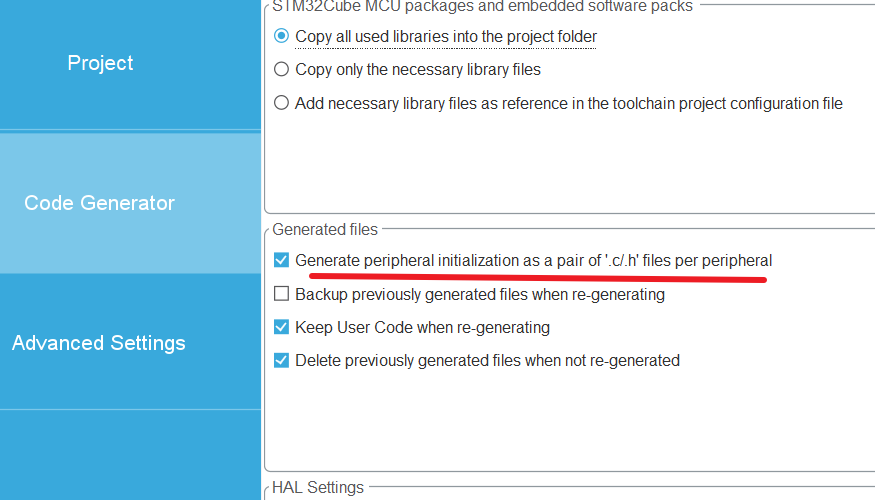 STM32Cube MCU packages and embedded software packs
Project
Copy all used libraries into the project folder
Copy only the necessary library files
Add necessary library files as reference in the toolchain project configuration file
Code Generator
Generated files
Generate peripheral initialization as a pair of '.c/.h' files per peripheral
Backup previously generated files when re-generating
Keep User Code when re-generating
Advanced Settings
Delete previously generated files when not re-generated
HAL Settings